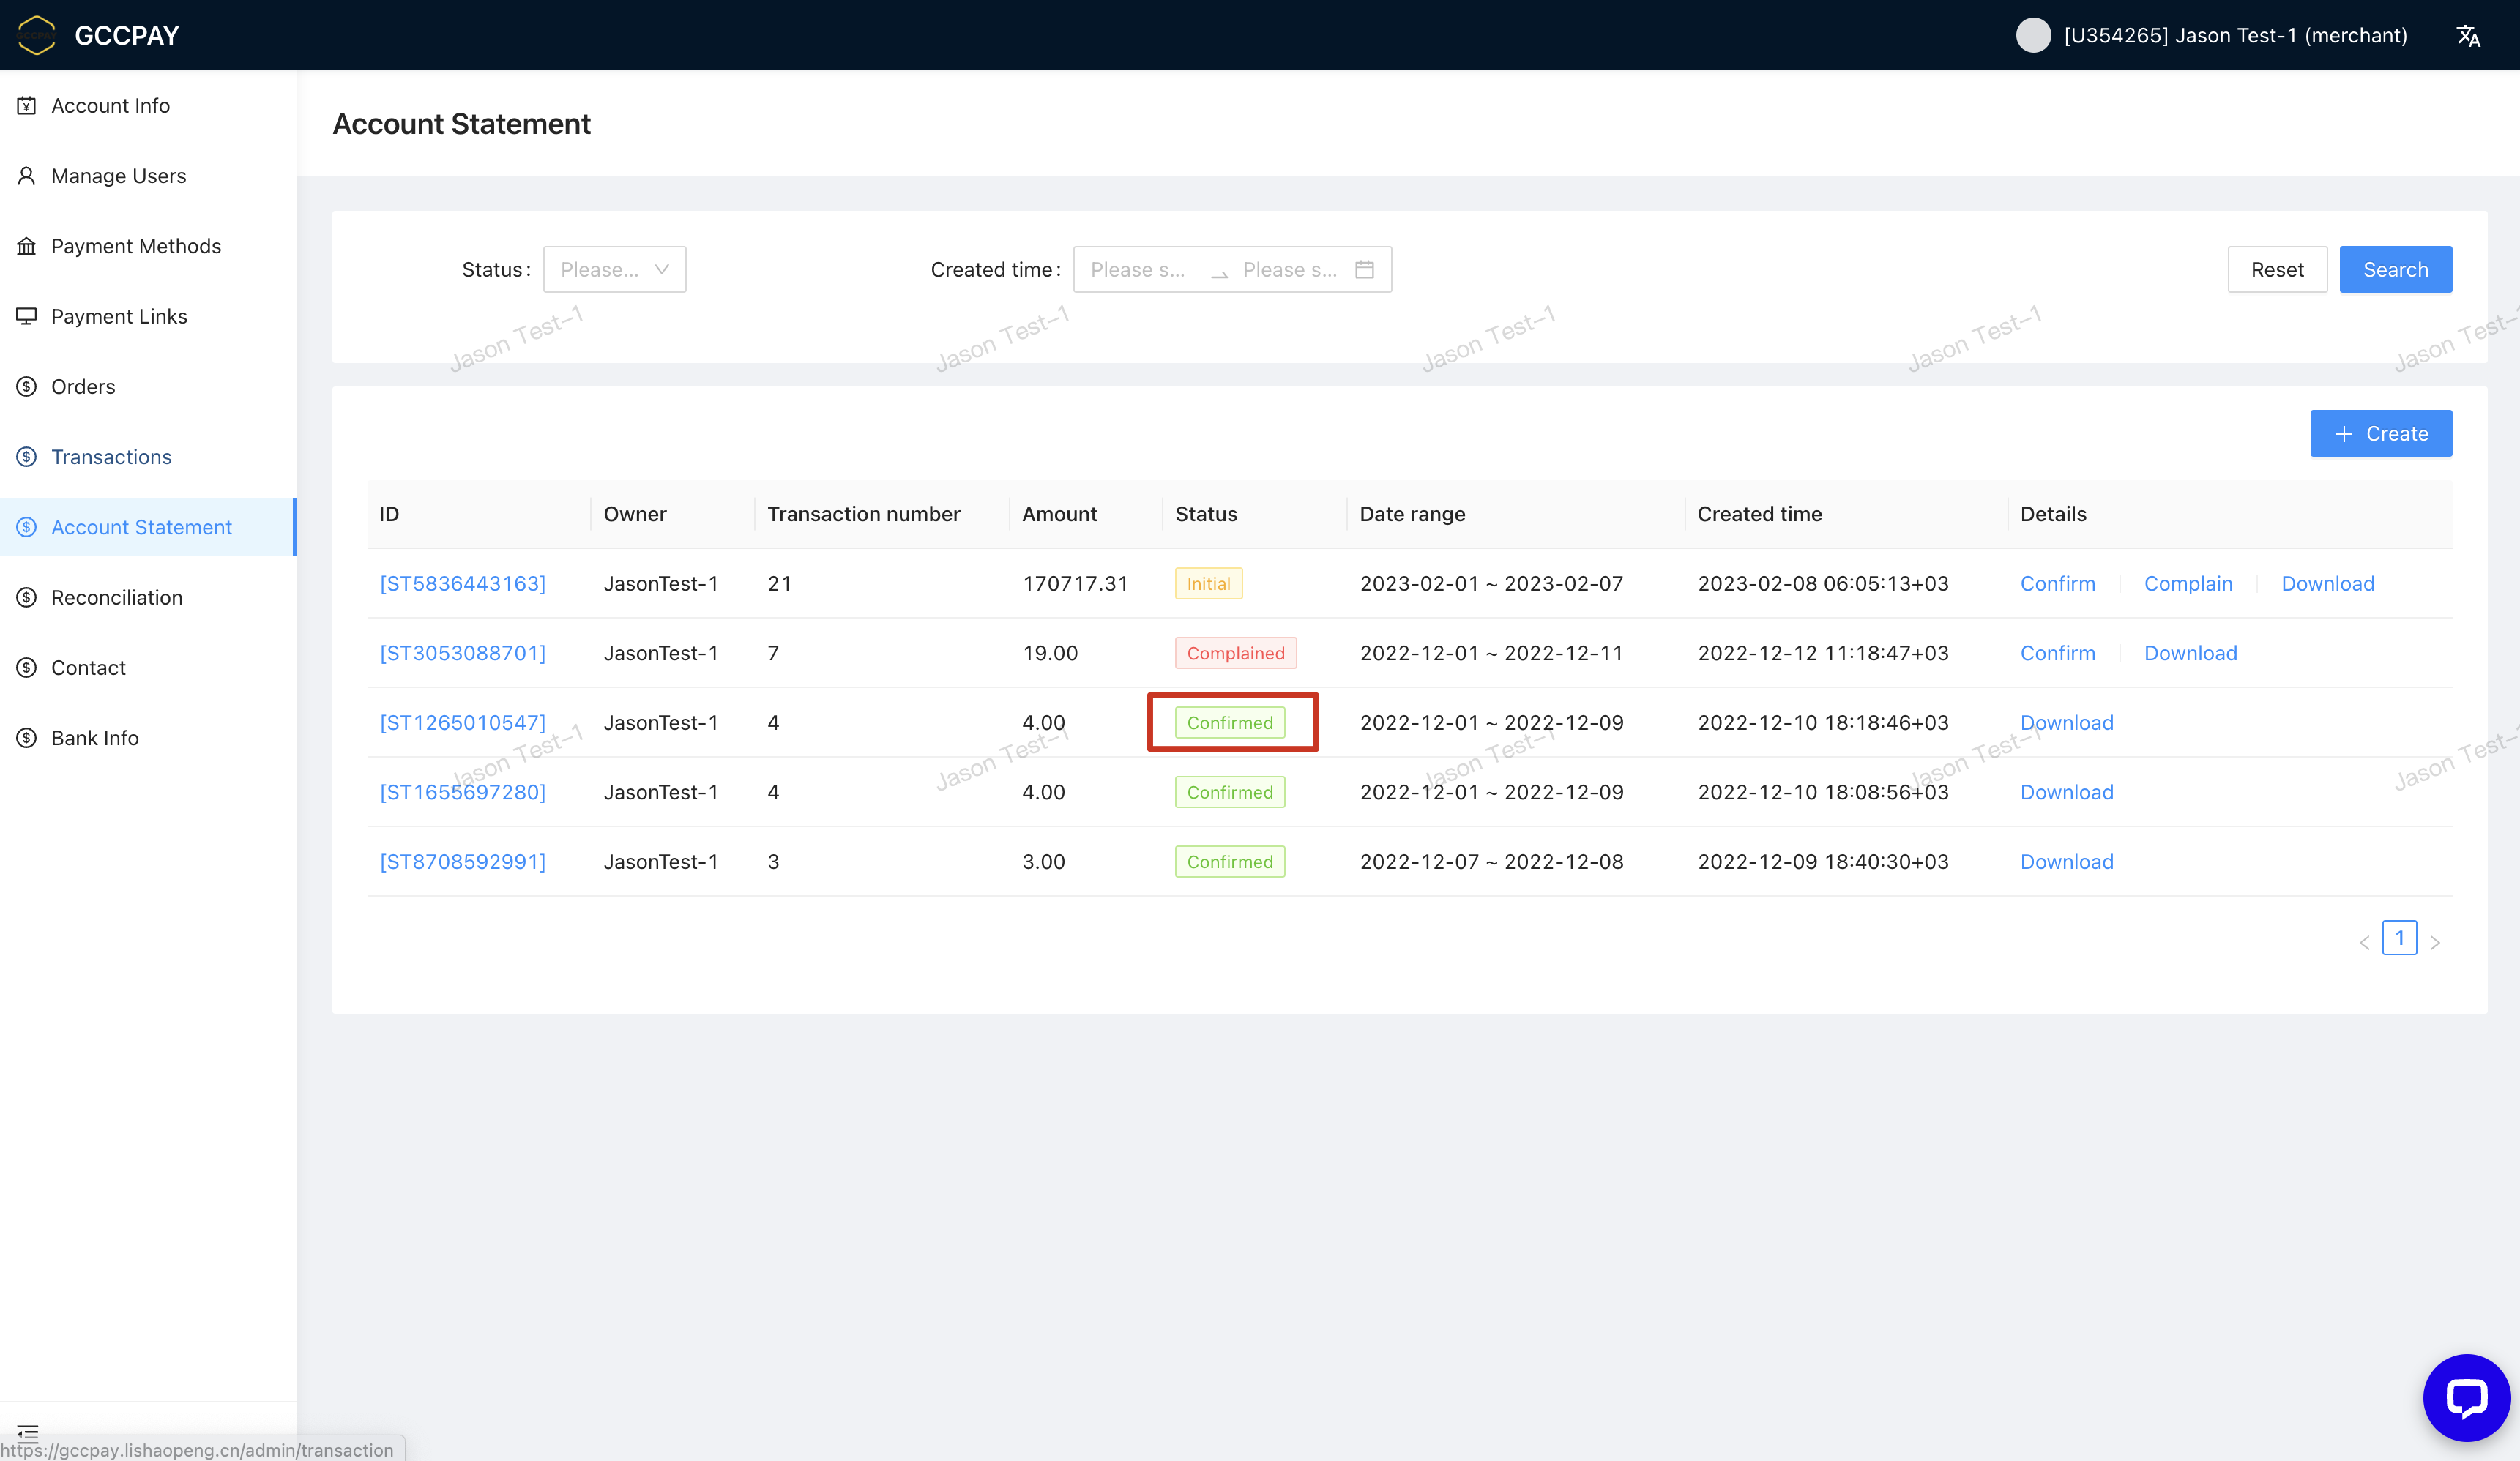 GCCPAY
[U354265] Jason Test-1 (merchant)
Account Info
Manage Users
Payment Methods
Payment Links
Orders
Transactions
Account Statement
Reconciliation
Contact
Bank Info
Account Statement
Status: Please...
Created time: Please s... Please s...
Reset Search
Jason Test-1 Jason Test-1 Jason Test-1 Jason Test-1 Jason Test-1
Create
ID Owner Transaction number Amount Status Date range Created time Details
[ST5836443163] JasonTest-1 21 170717.31 Initial 2023-02-01 ~ 2023-02-07 2023-02-08 06:05:13+03 Confirm Complain Download
[ST3053088701] JasonTest-1 7 19.00 Complained 2022-12-01 ~ 2022-12-11 2022-12-12 11:18:47+03 Confirm Download
[ST1265010547] JasonTest-1 4 4.00 Confirmed 2022-12-01 ~ 2022-12-09 2022-12-10 18:18:46+03 Download
Jason Test-1 Jason Test-1 Jason Test-1 Jason Test-1 Jason Test-1
[ST1655697280] JasonTest-1 4 4.00 Confirmed 2022-12-01 ~ 2022-12-09 2022-12-10 18:08:56+03 Download
[ST8708592991] JasonTest-1 3 3.00 Confirmed 2022-12-07 ~ 2022-12-08 2022-12-09 18:40:30+03 Download
< 1 >
https://gccpay.lishaopeng.cn/admin/transaction